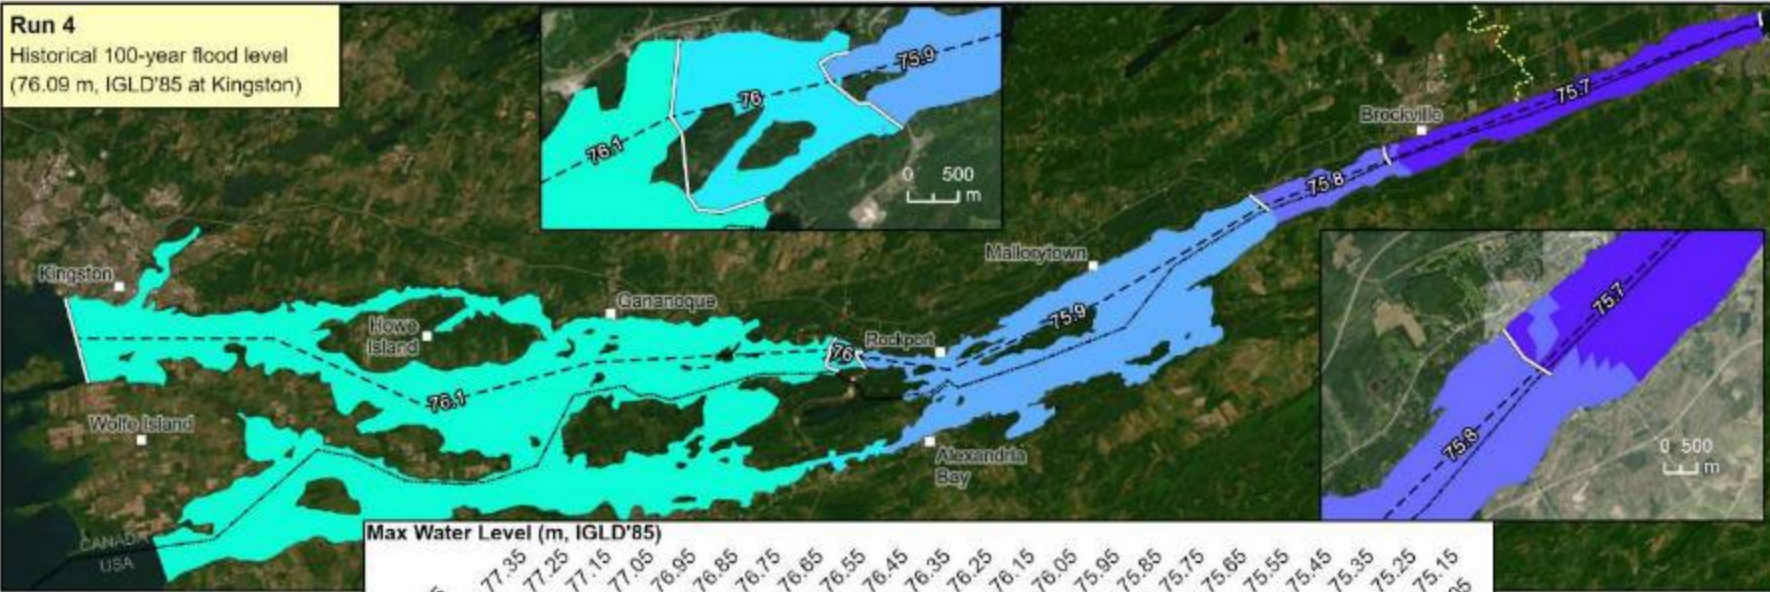 Run 4
Historical 100-year flood level
(76.09 m, IGLD'85 at Kingston)
76.1
76
75.9
0 500
m
75.7
Brockville
75.8
Mallorytown
Kingston
Gananoque
Howe
Island
Rockport
76
75.9
76.1
Wolfe Island
Alexandria
Bay
75.7
75.8
0 500
m
CANADA
USA
Max Water Level (m, IGLD'85)
77.35
77.25
77.15
77.05
76.95
76.85
76.75
76.65
76.55
76.45
76.35
76.25
76.15
76.05
75.95
75.85
75.75
75.65
75.55
75.45
75.35
75.25
75.15